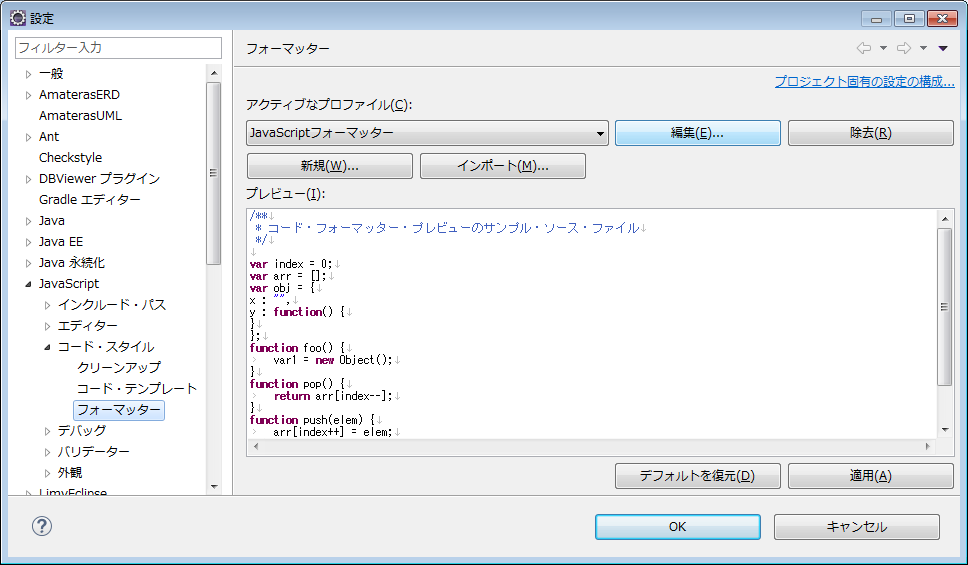 設定
フィルター入力
一般
AmaterasERD
AmaterasUML
Ant
Checkstyle
DBViewer プラグイン
Gradle エディター
Java
Java EE
Java 永続化
JavaScript
インクルード・パス
エディター
コード・スタイル
クリーンアップ
コード・テンプレート
フォーマッター
デバッグ
バリデーター
外観
LimyEclipse
フォーマッター
プロジェクト固有の設定の構成...
アクティブなプロファイル(C):
JavaScriptフォーマッター
編集(E)...
除去(R)
新規(W)...
インポート(M)...
プレビュー(I):
/**↓
 * コード・フォーマッター・プレビューのサンプル・ソース・ファイル↓
 */↓
↓
var index = 0;↓
var arr = [];↓
var obj = {↓
x : "",↓
y : function() {↓
}↓
};↓
function foo() {↓
    var1 = new Object();↓
}↓
function pop() {↓
    return arr[index--];↓
}↓
function push(elem) {↓
    arr[index++] = elem;↓
デフォルトを復元(D)
適用(A)
?
OK
キャンセル